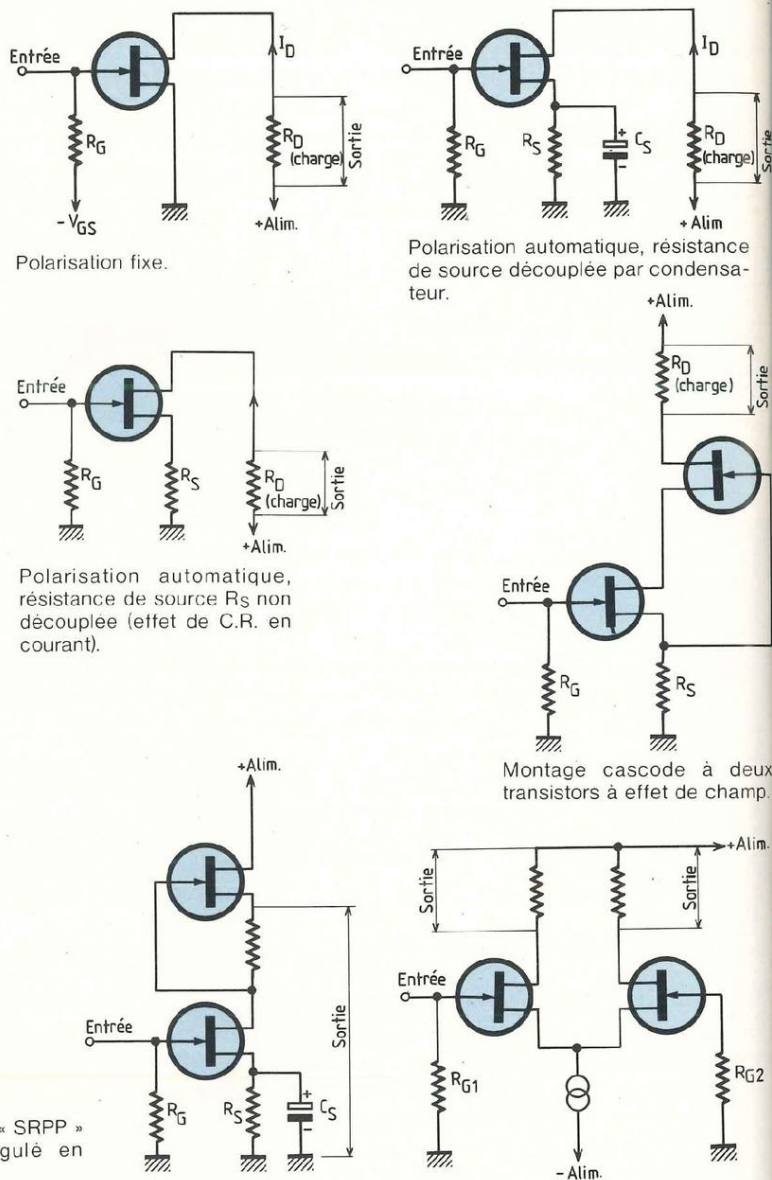 Entrée
I_D
R_G
R_D
(charge)
Sortie
- V_GS
+Alim.
Polarisation fixe.
Entrée
I_D
R_G
R_S
+
-
C_S
R_D
(charge)
Sortie
+Alim
Polarisation automatique, résistance
de source découplée par condensa-
teur.
Entrée
R_G
R_S
R_D
(charge)
Sortie
+Alim.
Polarisation automatique,
résistance de source R_S non
découplée (effet de C.R. en
courant).
+Alim.
R_D
(charge)
Sortie
Entrée
R_G
R_S
Montage cascode à deux
transistors à effet de champ.
+Alim.
Entrée
Sortie
R_G
R_S
+
-
C_S
« SRPP »
gulé en
+Alim.
Sortie
Sortie
Entrée
R_G1
R_G2
- Alim.